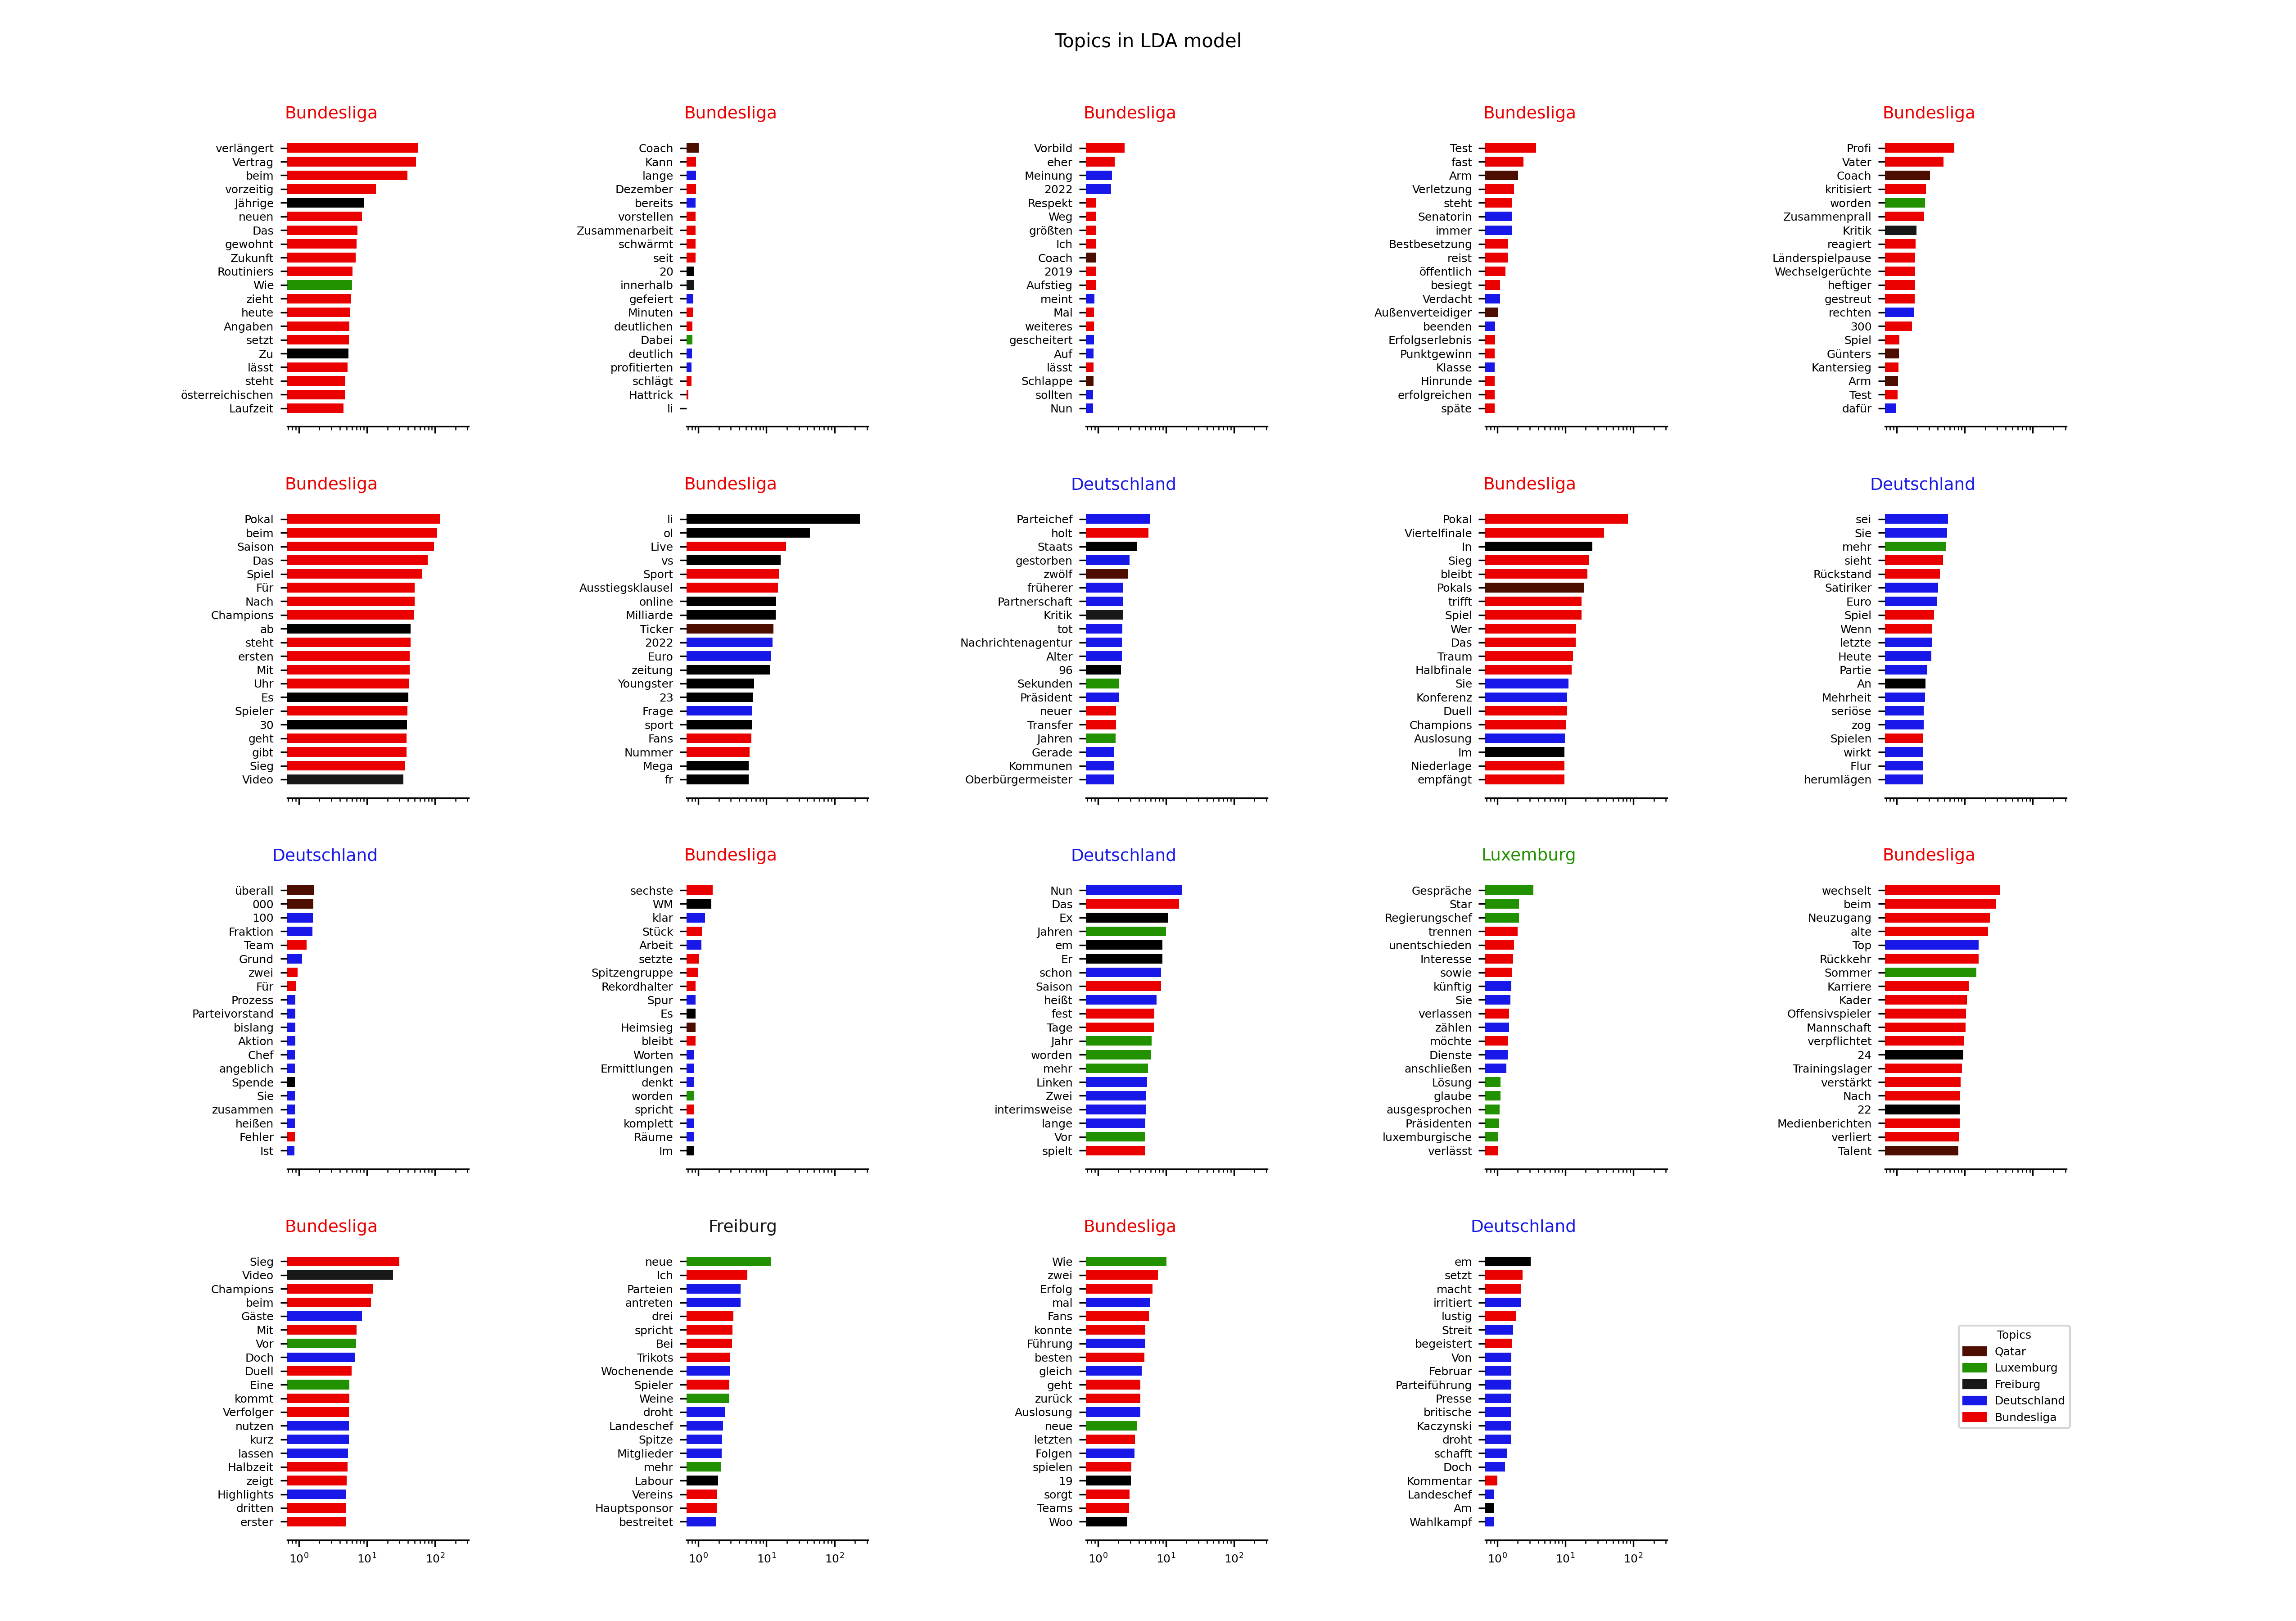 Topics in LDA model
Bundesliga
verlängert
Vertrag
beim
vorzeitig
Jährige
neuen
Das
gewohnt
Zukunft
Routiniers
Wie
zieht
heute
Angaben
setzt
Zu
lässt
steht
österreichischen
Laufzeit
Bundesliga
Coach
Kann
lange
Dezember
bereits
vorstellen
Zusammenarbeit
schwärmt
seit
20
innerhalb
gefeiert
Minuten
deutlichen
Dabei
deutlich
profitierten
schlägt
Hattrick
li
Bundesliga
Vorbild
eher
Meinung
2022
Respekt
Weg
größten
Ich
Coach
2019
Aufstieg
meint
Mal
weiteres
gescheitert
Auf
lässt
Schlappe
sollten
Nun
Bundesliga
Test
fast
Arm
Verletzung
steht
Senatorin
immer
Bestbesetzung
reist
öffentlich
besiegt
Verdacht
Außenverteidiger
beenden
Erfolgserlebnis
Punktgewinn
Klasse
Hinrunde
erfolgreichen
späte
Bundesliga
Profi
Vater
Coach
kritisiert
worden
Zusammenprall
Kritik
reagiert
Länderspielpause
Wechselgerüchte
heftiger
gestreut
rechten
300
Spiel
Günters
Kantersieg
Arm
Test
dafür
Bundesliga
Pokal
beim
Saison
Das
Spiel
Für
Nach
Champions
ab
steht
ersten
Mit
Uhr
Es
Spieler
30
geht
gibt
Sieg
Video
Bundesliga
li
ol
Live
vs
Sport
Ausstiegsklausel
online
Milliarde
Ticker
2022
Euro
zeitung
Youngster
23
Frage
sport
Fans
Nummer
Mega
fr
Deutschland
Parteichef
holt
Staats
gestorben
zwölf
früherer
Partnerschaft
Kritik
tot
Nachrichtenagentur
Alter
96
Sekunden
Präsident
neuer
Transfer
Jahren
Gerade
Kommunen
Oberbürgermeister
Bundesliga
Pokal
Viertelfinale
In
Sieg
bleibt
Pokals
trifft
Spiel
Wer
Das
Traum
Halbfinale
Sie
Konferenz
Duell
Champions
Auslosung
Im
Niederlage
empfängt
Deutschland
sei
Sie
mehr
sieht
Rückstand
Satiriker
Euro
Spiel
Wenn
letzte
Heute
Partie
An
Mehrheit
seriöse
zog
Spielen
wirkt
Flur
herumlägen
Deutschland
überall
000
100
Fraktion
Team
Grund
zwei
Für
Prozess
Parteivorstand
bislang
Aktion
Chef
angeblich
Spende
Sie
zusammen
heißen
Fehler
Ist
Bundesliga
sechste
WM
klar
Stück
Arbeit
setzte
Spitzengruppe
Rekordhalter
Spur
Es
Heimsieg
bleibt
Worten
Ermittlungen
denkt
worden
spricht
komplett
Räume
Im
Deutschland
Nun
Das
Ex
Jahren
em
Er
schon
Saison
heißt
fest
Tage
Jahr
worden
mehr
Linken
Zwei
interimsweise
lange
Vor
spielt
Luxemburg
Gespräche
Star
Regierungschef
trennen
unentschieden
Interesse
sowie
künftig
Sie
verlassen
zählen
möchte
Dienste
anschließen
Lösung
glaube
ausgesprochen
Präsidenten
luxemburgische
verlässt
Bundesliga
wechselt
beim
Neuzugang
alte
Top
Rückkehr
Sommer
Karriere
Kader
Offensivspieler
Mannschaft
verpflichtet
24
Trainingslager
verstärkt
Nach
22
Medienberichten
verliert
Talent
Bundesliga
Sieg
Video
Champions
beim
Gäste
Mit
Vor
Doch
Duell
Eine
kommt
Verfolger
nutzen
kurz
lassen
Halbzeit
zeigt
Highlights
dritten
erster
10⁰ 10¹ 10²
Freiburg
neue
Ich
Parteien
antreten
drei
spricht
Bei
Trikots
Wochenende
Spieler
Weine
droht
Landeschef
Spitze
Mitglieder
mehr
Labour
Vereins
Hauptsponsor
bestreitet
10⁰ 10¹ 10²
Bundesliga
Wie
zwei
Erfolg
mal
Fans
konnte
Führung
besten
gleich
geht
zurück
Auslosung
neue
letzten
Folgen
spielen
19
sorgt
Teams
Woo
10⁰ 10¹ 10²
Deutschland
em
setzt
macht
irritiert
lustig
Streit
begeistert
Von
Februar
Parteiführung
Presse
britische
Kaczynski
droht
schafft
Doch
Kommentar
Landeschef
Am
Wahlkampf
10⁰ 10¹ 10²
Topics
Qatar
Luxemburg
Freiburg
Deutschland
Bundesliga